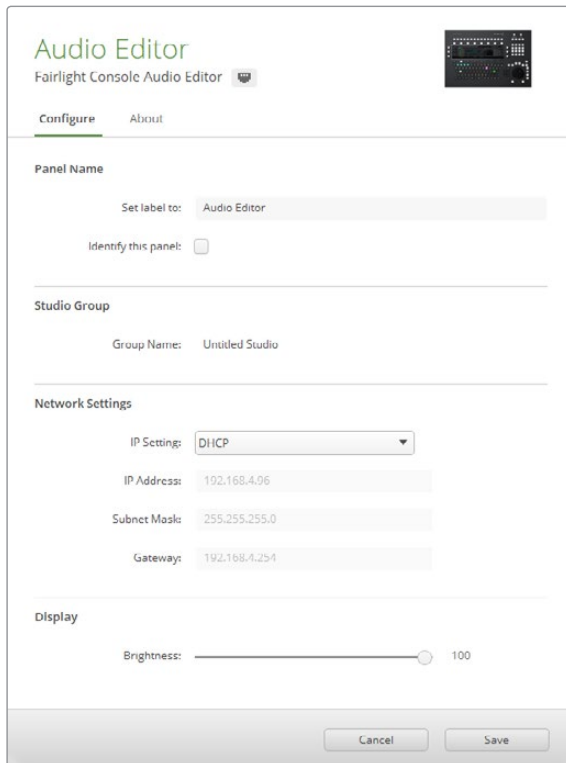 Audio Editor
Fairlight Console Audio Editor
Configure About
Panel Name
Set label to: Audio Editor
Identify this panel:
Studio Group
Group Name: Untitled Studio
Network Settings
IP Setting: DHCP
IP Address: 192.168.4.96
Subnet Mask: 255.255.255.0
Gateway: 192.168.4.254
Display
Brightness: 100
Cancel Save